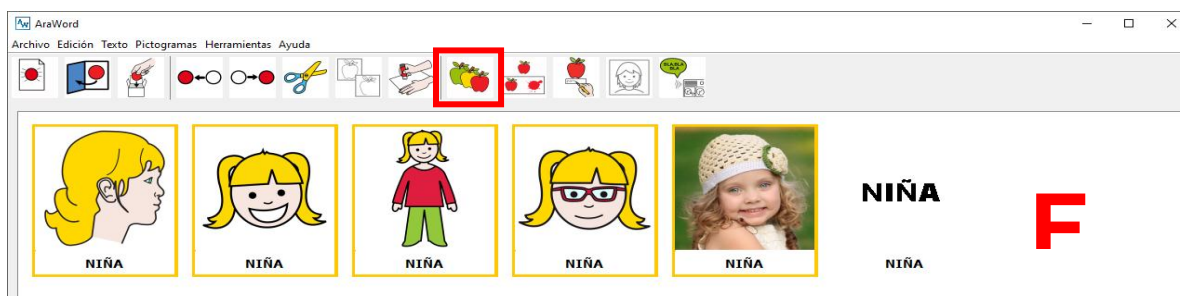 AraWord
Archivo Edición Texto Pictogramas Herramientas Ayuda
BLA,BLA
BLA
NIÑA
F
NIÑA NIÑA NIÑA NIÑA NIÑA NIÑA